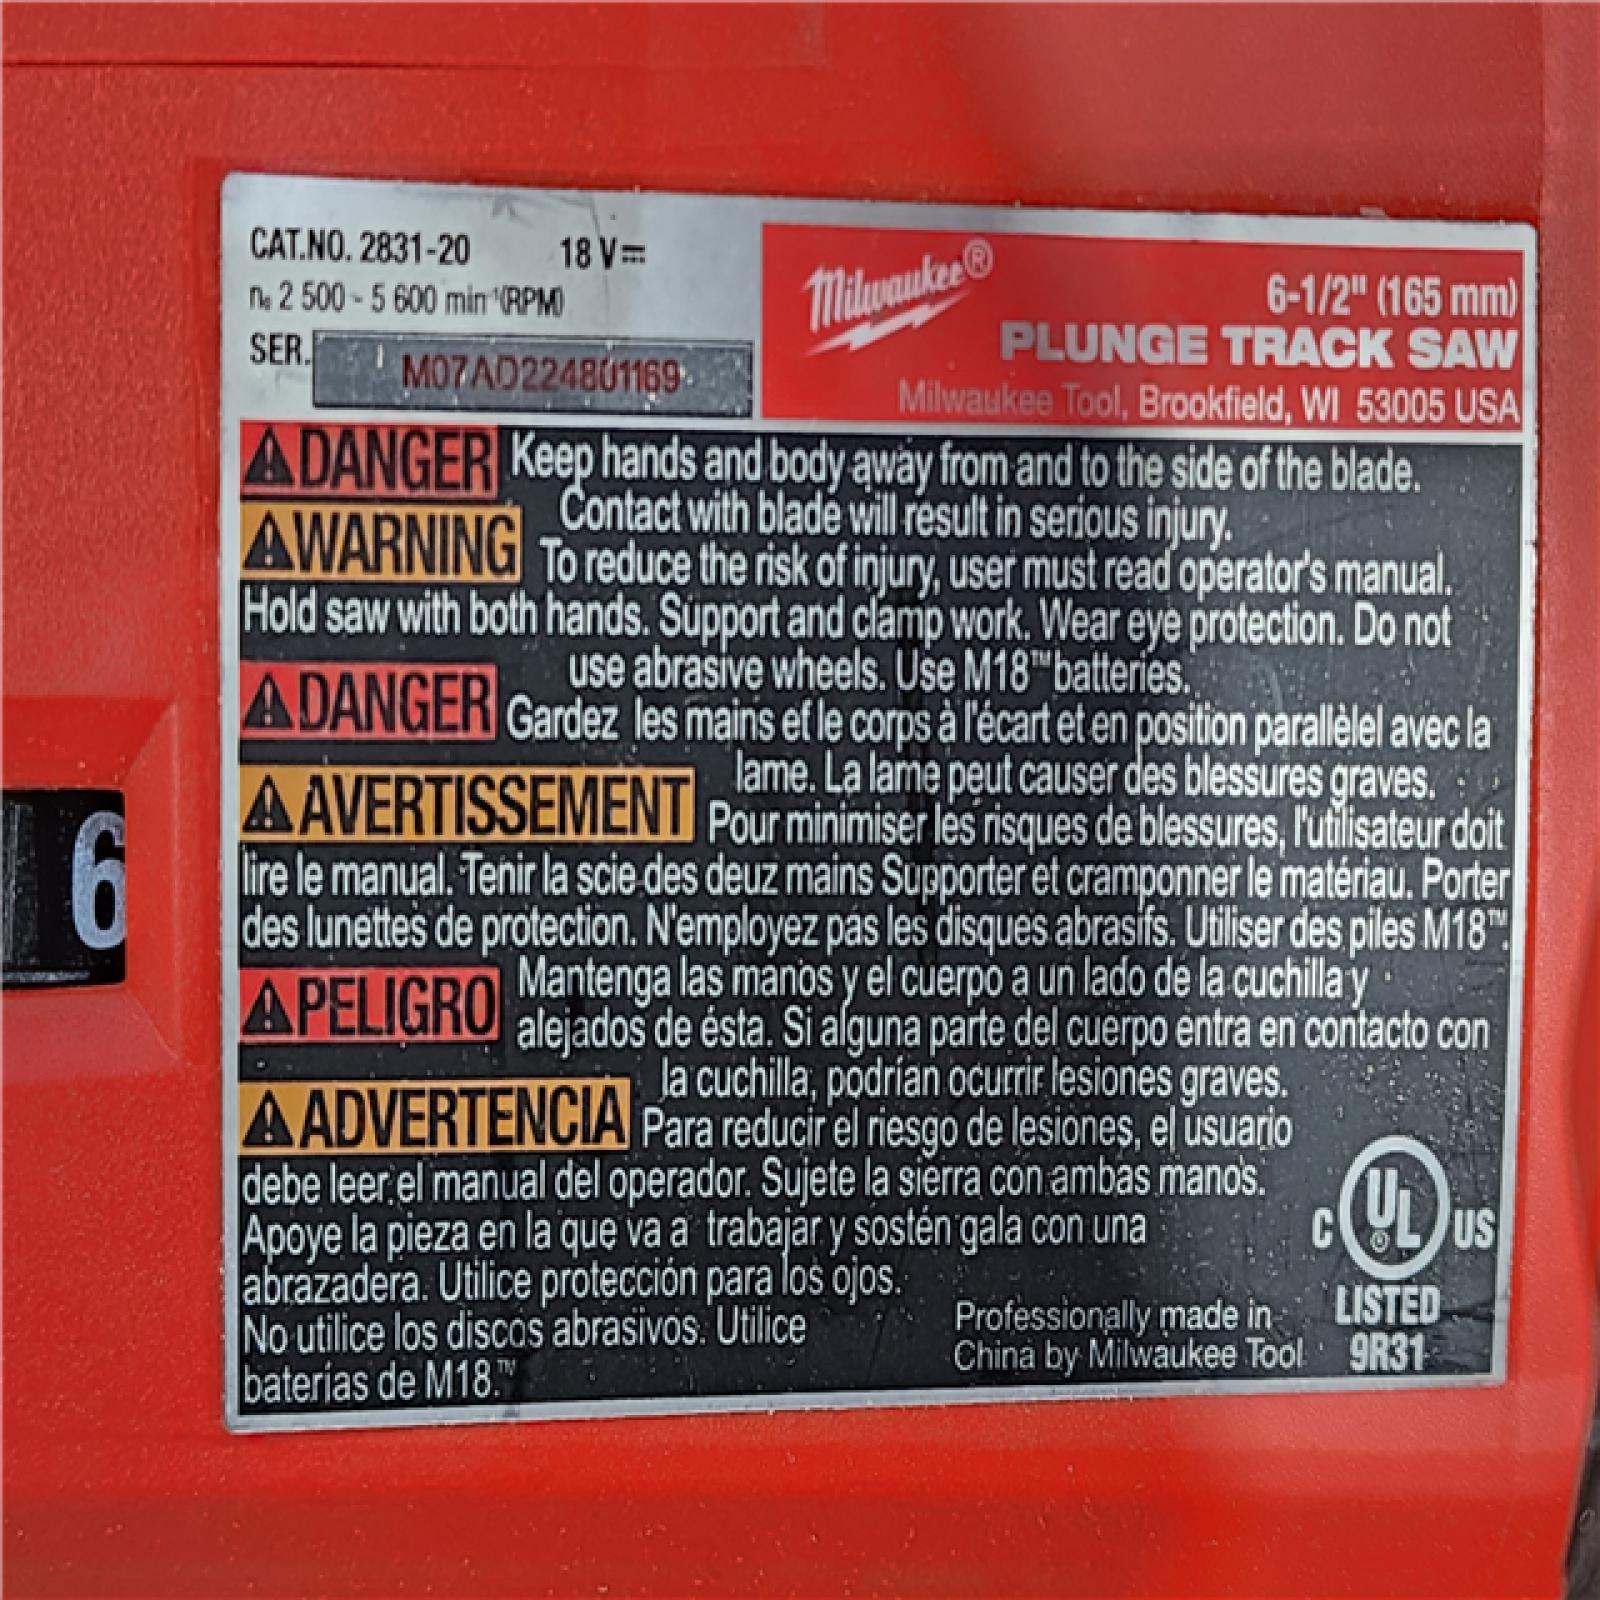 CAT.NO. 2831-20 18 V⎓
n₀ 2 500 - 5 600 min⁻¹(RPM)
SER. M07AD224801169
Milwaukee®
6-1/2" (165 mm)
PLUNGE TRACK SAW
Milwaukee Tool, Brookfield, WI 53005 USA
⚠DANGER Keep hands and body away from and to the side of the blade.
Contact with blade will result in serious injury.
⚠WARNING To reduce the risk of injury, user must read operator's manual.
Hold saw with both hands. Support and clamp work. Wear eye protection. Do not
use abrasive wheels. Use M18™ batteries.
⚠DANGER Gardez les mains et le corps à l'écart et en position parallèlel avec la
lame. La lame peut causer des blessures graves.
⚠AVERTISSEMENT Pour minimiser les risques de blessures, l'utilisateur doit
lire le manual. Tenir la scie des deuz mains Supporter et cramponner le matériau. Porter
des lunettes de protection. N'employez pas les disques abrasifs. Utiliser des piles M18™.
⚠PELIGRO Mantenga las manos y el cuerpo a un lado de la cuchilla y
alejados de ésta. Si alguna parte del cuerpo entra en contacto con
la cuchilla, podrían ocurrir lesiones graves.
⚠ADVERTENCIA Para reducir el riesgo de lesiones, el usuario
debe leer el manual del operador. Sujete la sierra con ambas manos.
Apoye la pieza en la que va a trabajar y sostén gala con una
abrazadera. Utilice protección para los ojos.
No utilice los discos abrasivos. Utilice
baterías de M18.™
Professionally made in
China by Milwaukee Tool
C UL® US
LISTED
9R31
6